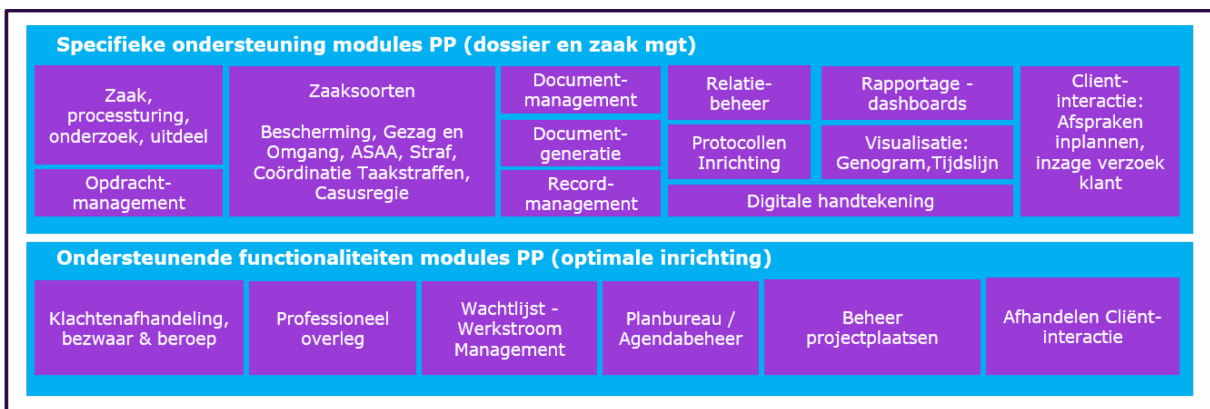 Specifieke ondersteuning modules PP (dossier en zaak mgt)
Zaak,
processturing,
onderzoek, uitdeel
Opdracht-
management
Zaaksoorten
Bescherming, Gezag en
Omgang, ASAA, Straf,
Coördinatie Taakstraffen,
Casusregie
Document-
management
Document-
generatie
Record-
management
Relatie-
beheer
Protocollen
Inrichting
Rapportage -
dashboards
Visualisatie:
Genogram,Tijdslijn
Digitale handtekening
Client-
interactie:
Afspraken
inplannen,
inzage verzoek
klant
Ondersteunende functionaliteiten modules PP (optimale inrichting)
Klachtenafhandeling,
bezwaar & beroep
Professioneel
overleg
Wachtlijst -
Werkstroom
Management
Planbureau /
Agendabeheer
Beheer
projectplaatsen
Afhandelen Cliënt-
interactie